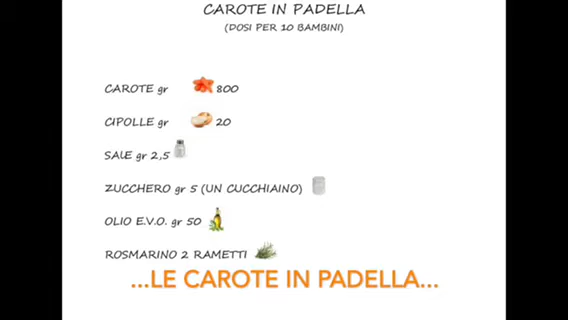 CAROTE IN PADELLA
(DOSI PER 10 BAMBINI)
CAROTE gr 800
CIPOLLE gr 20
SALE gr 2,5
ZUCCHERO gr 5 (UN CUCCHIAINO)
OLIO E.V.O. gr 50
ROSMARINO 2 RAMETTI
...LE CAROTE IN PADELLA...